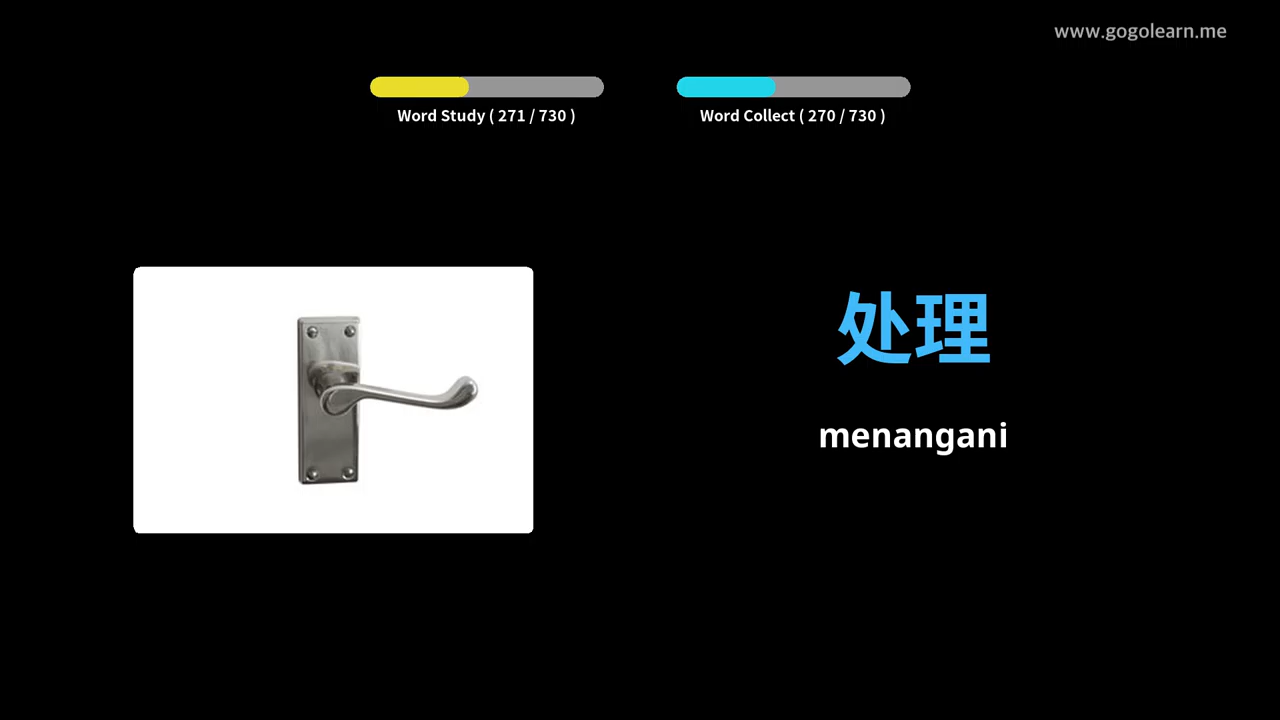 www.gogolearn.me
Word Study ( 271 / 730 )
Word Collect ( 270 / 730 )
处理
menangani